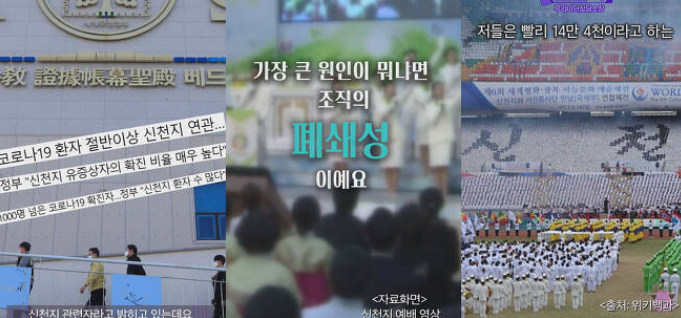 教 證據帳幕聖殿 베드
코로나19 환자 절반이상 신천지 연관...
정부 "신천지 유증상자의 확진 비율 매우 높다"
1000명 넘은 코로나19 확진자...정부 "신천지 환자 수 많다"
신천지 관련자라고 밝히고 있는데요
가장 큰 원인이 뭐냐면
조직의
폐쇄성
이에요
<자료화면>
신천지 예배 영상
저들은 빨리 14만 4천이라고 하는
WORL
신천
<출처: 위키백과>